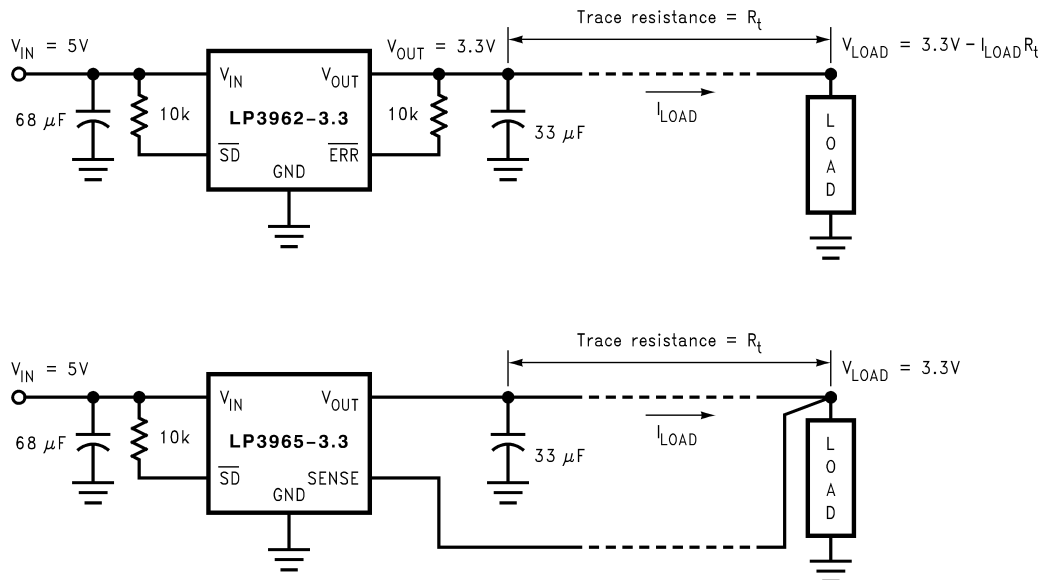 Trace resistance = Rt
VIN = 5V
VOUT = 3.3V
VLOAD = 3.3V - ILOADRt
VIN
VOUT
68 µF
10k
LP3962-3.3
10k
ILOAD
33 µF
SD
ERR
GND
LOAD
Trace resistance = Rt
VIN = 5V
VLOAD = 3.3V
VIN
VOUT
68 µF
10k
LP3965-3.3
ILOAD
33 µF
SD
SENSE
GND
LOAD